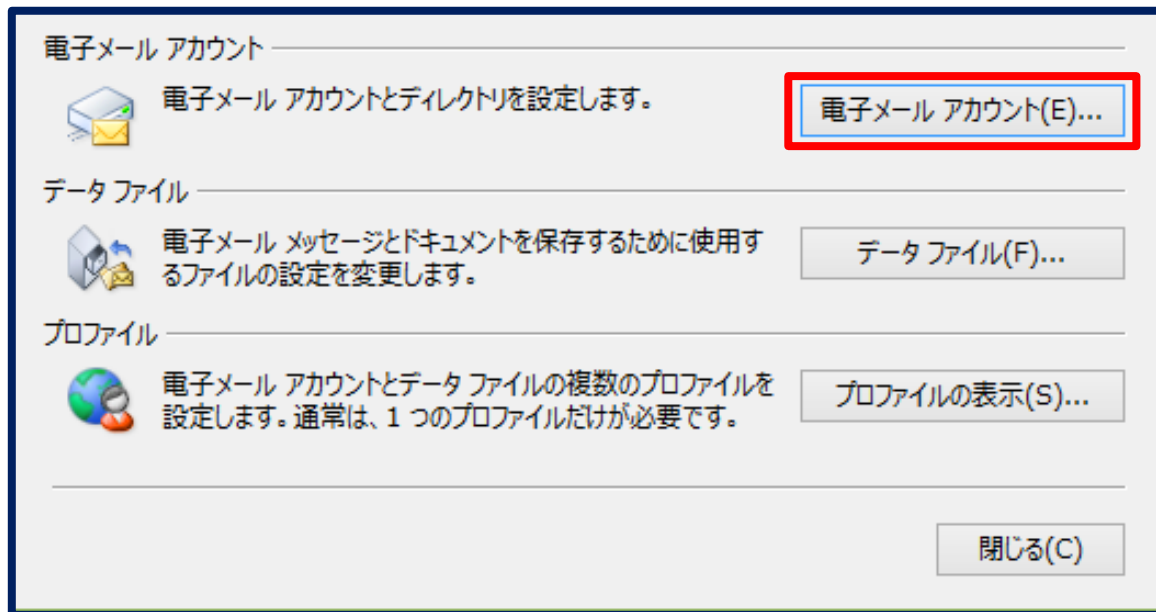 電子メール アカウント
電子メール アカウントとディレクトリを設定します。
電子メール アカウント(E)...
データ ファイル
電子メール メッセージとドキュメントを保存するために使用す
るファイルの設定を変更します。
データ ファイル(F)...
プロファイル
電子メール アカウントとデータ ファイルの複数のプロファイルを
設定します。通常は、1 つのプロファイルだけが必要です。
プロファイルの表示(S)...
閉じる(C)